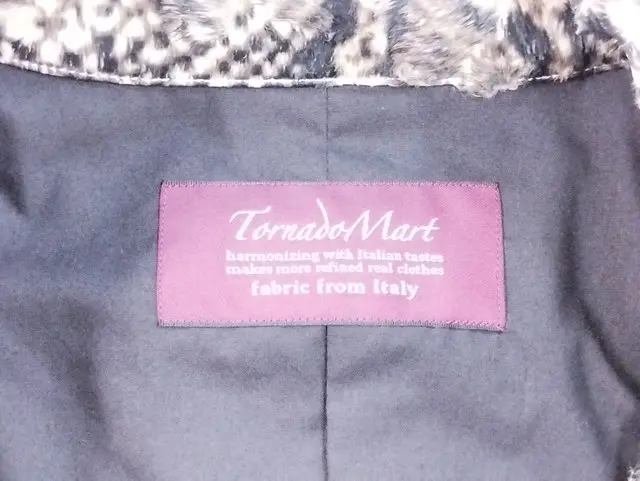 TornadoMart
harmonizing with Italian tastes
makes more refined real clothes
fabric from Italy